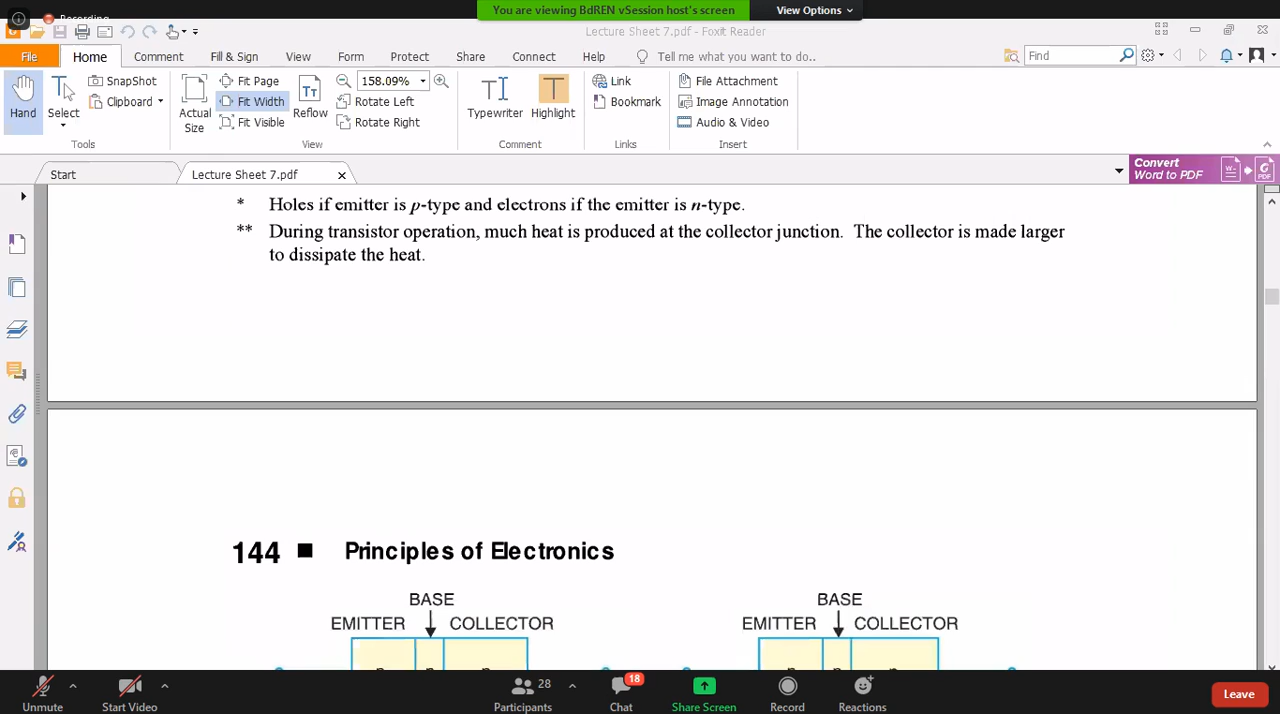 You are viewing BdREN vSession host's screen View Options
Recording
Lecture Sheet 7.pdf - Foxit Reader
File Home Comment Fill & Sign View Form Protect Share Connect Help Tell me what you want to do.. Find
SnapShot Fit Page 158.09% Link File Attachment
Clipboard Fit Width Rotate Left Bookmark Image Annotation
Hand Select Actual Size Fit Visible Reflow Rotate Right Typewriter Highlight Audio & Video
Tools View Comment Links Insert
Start Lecture Sheet 7.pdf Convert Word to PDF
* Holes if emitter is p-type and electrons if the emitter is n-type.
** During transistor operation, much heat is produced at the collector junction. The collector is made larger
to dissipate the heat.
144 ■ Principles of Electronics
BASE BASE
EMITTER COLLECTOR EMITTER COLLECTOR
28 18
Unmute Start Video Participants Chat Share Screen Record Reactions Leave